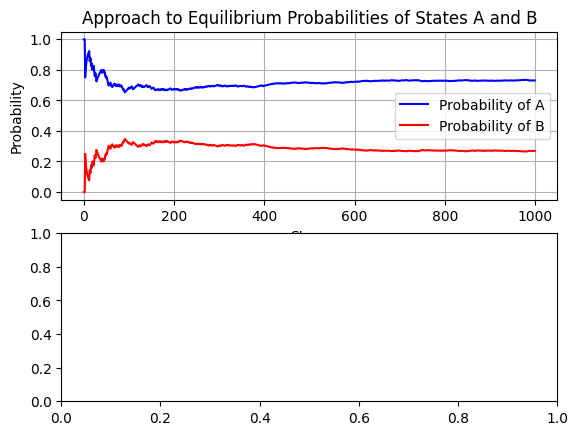 Approach to Equilibrium Probabilities of States A and B
1.0
0.8
0.6
0.4
0.2
0.0
Probability
Probability of A
Probability of B
0 200 400 600 800 1000
1.0
0.8
0.6
0.4
0.2
0.0
0.0 0.2 0.4 0.6 0.8 1.0